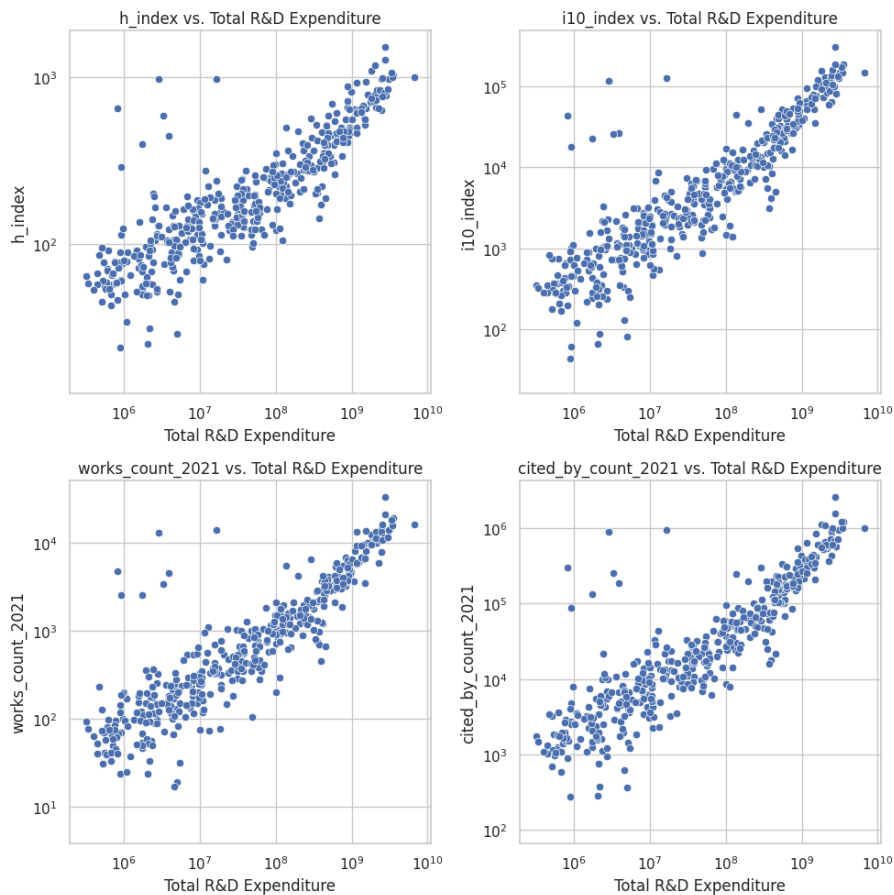 h_index vs. Total R&D Expenditure
h_index
10³
10²
10⁶ 10⁷ 10⁸ 10⁹ 10¹⁰
Total R&D Expenditure
i10_index vs. Total R&D Expenditure
i10_index
10⁵
10⁴
10³
10²
10⁶ 10⁷ 10⁸ 10⁹ 10¹⁰
Total R&D Expenditure
works_count_2021 vs. Total R&D Expenditure
works_count_2021
10⁴
10³
10²
10¹
10⁶ 10⁷ 10⁸ 10⁹ 10¹⁰
Total R&D Expenditure
cited_by_count_2021 vs. Total R&D Expenditure
cited_by_count_2021
10⁶
10⁵
10⁴
10³
10²
10⁶ 10⁷ 10⁸ 10⁹ 10¹⁰
Total R&D Expenditure